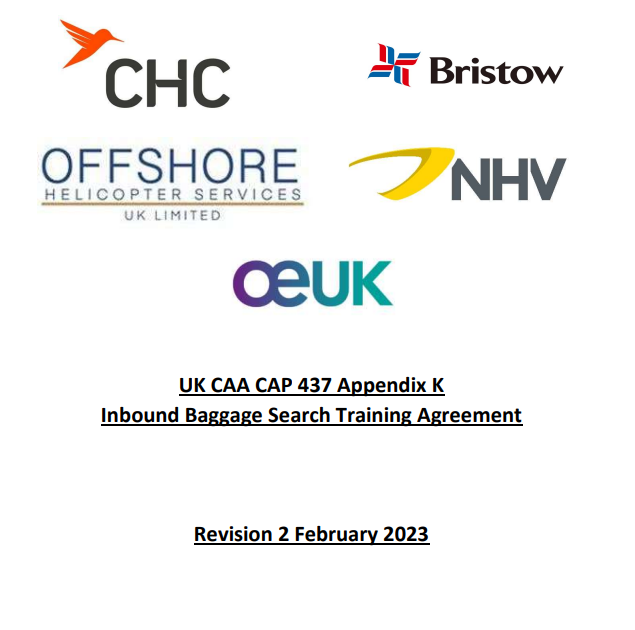 CHC
Bristow
OFFSHORE
HELICOPTER SERVICES
UK LIMITED
NHV
OEUK
UK CAA CAP 437 Appendix K
Inbound Baggage Search Training Agreement
Revision 2 February 2023